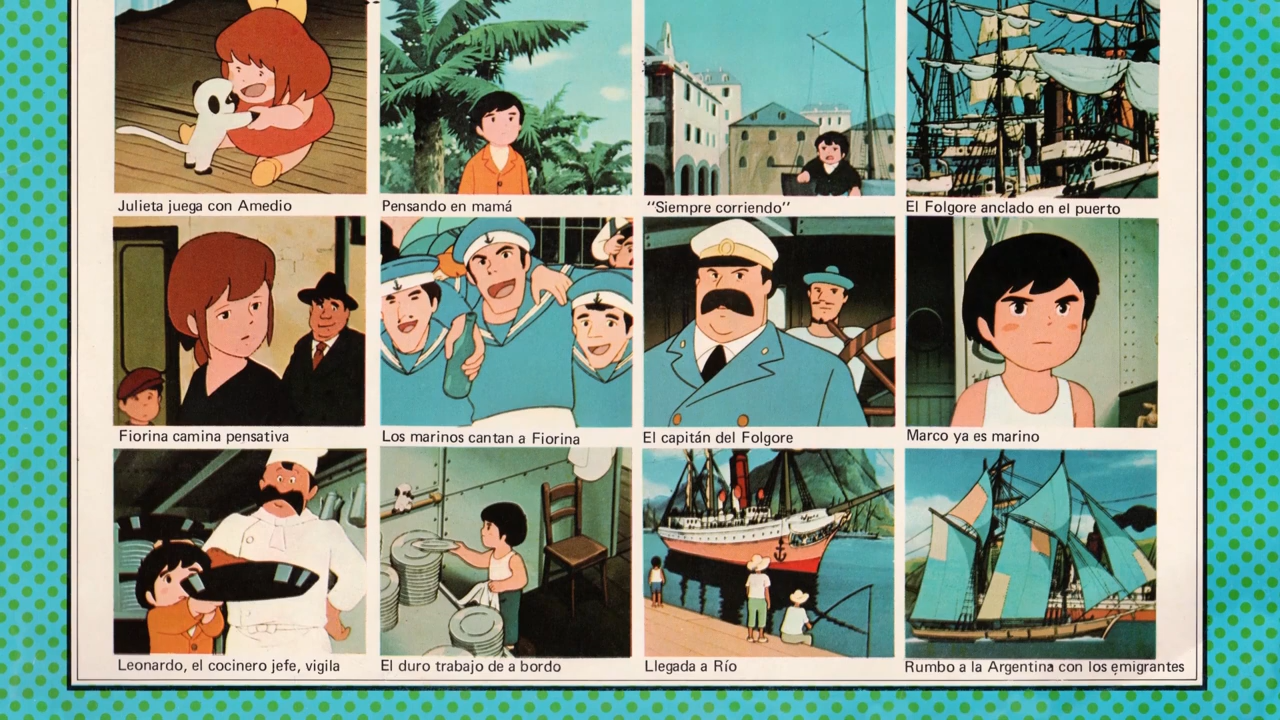 Julieta juega con Amedio
Pensando en mamá
“Siempre corriendo”
El Folgore anclado en el puerto
Fiorina camina pensativa
Los marinos cantan a Fiorina
El capitán del Folgore
Marco ya es marino
Leonardo, el cocinero jefe, vigila
El duro trabajo de a bordo
Llegada a Río
Rumbo a la Argentina con los emigrantes